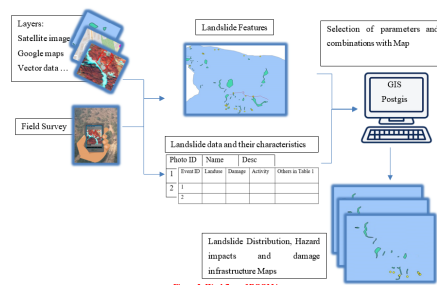 Layers:
Satellite image
Google maps
Vector data ...
Field Survey
Landslide Features
Landslide data and their characteristics
Photo ID Name Desc
1 Event ID Landuse Damage Activity Others in Table 1
2 1
2
Selection of parameters and
combinations with Map
GIS
Postgis
Landslide Distribution, Hazard
impacts and damage
infrastructure Maps